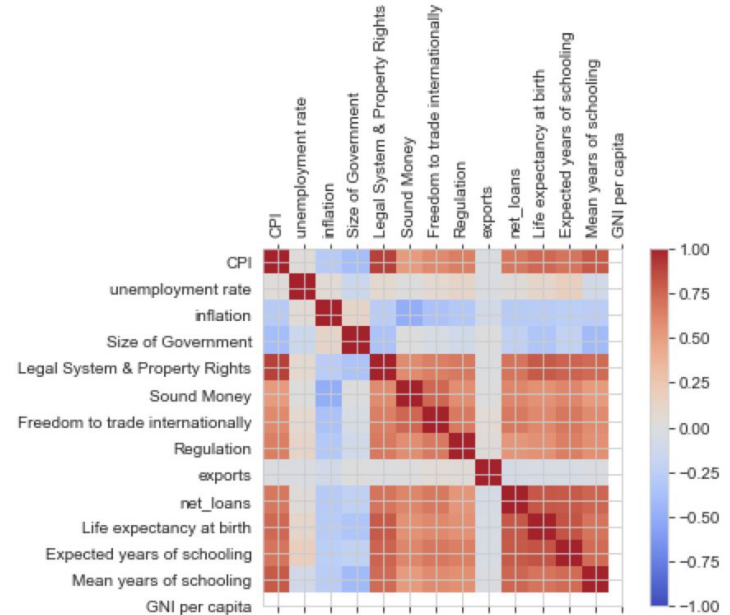 CPI
unemployment rate
inflation
Size of Government
Legal System & Property Rights
Sound Money
Freedom to trade internationally
Regulation
exports
net_loans
Life expectancy at birth
Expected years of schooling
Mean years of schooling
GNI per capita
CPI
unemployment rate
inflation
Size of Government
Legal System & Property Rights
Sound Money
Freedom to trade internationally
Regulation
exports
net_loans
Life expectancy at birth
Expected years of schooling
Mean years of schooling
GNI per capita
1.00
0.75
0.50
0.25
0.00
−0.25
−0.50
−0.75
−1.00